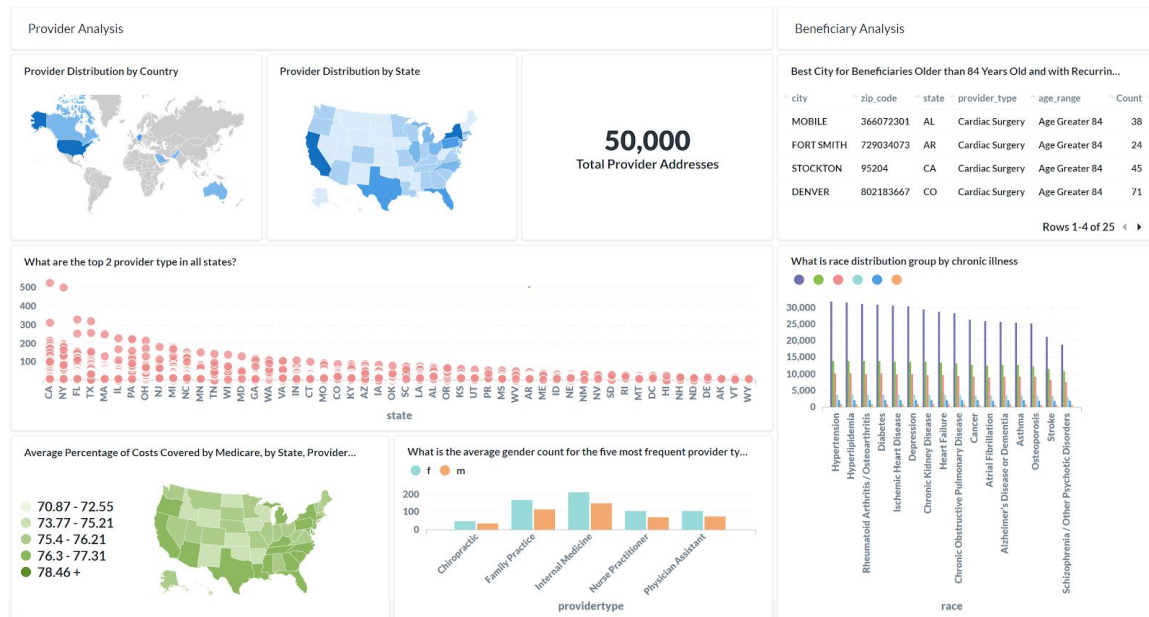 Provider Analysis
Beneficiary Analysis
Provider Distribution by Country
Provider Distribution by State
50,000
Total Provider Addresses
Best City for Beneficiaries Older than 84 Years Old and with Recurrin...
city zip_code state provider_type age_range Count
MOBILE 366072301 AL Cardiac Surgery Age Greater 84 38
FORT SMITH 729034073 AR Cardiac Surgery Age Greater 84 24
STOCKTON 95204 CA Cardiac Surgery Age Greater 84 45
DENVER 802183667 CO Cardiac Surgery Age Greater 84 71
Rows 1-4 of 25
What are the top 2 provider type in all states?
500
400
300
200
100
CA NY FL TX MA IL PA OH NJ MI NC MN TN WI MD GA WA VA IN CT MO CO KY AZ IA OK SC LA AL OR KS UT PR MS WV AR ME ID NE NM NV SD RI MT DC HI NH ND DE AK VT WY
state
What is race distribution group by chronic illness
30,000
25,000
20,000
15,000
10,000
5,000
0
Hypertension
Hyperlipidemia
Rheumatoid Arthritis / Osteoarthritis
Diabetes
Ischemic Heart Disease
Depression
Chronic Kidney Disease
Heart Failure
Chronic Obstructive Pulmonary Disease
Cancer
Atrial Fibrillation
Alzheimer's Disease or Dementia
Asthma
Osteoporosis
Stroke
Schizophrenia / Other Psychotic Disorders
race
Average Percentage of Costs Covered by Medicare, by State, Provider...
70.87 - 72.55
73.77 - 75.21
75.4 - 76.21
76.3 - 77.31
78.46 +
What is the average gender count for the five most frequent provider ty...
f m
200
100
0
Chiropractic
Family Practice
Internal Medicine
Nurse Practitioner
Physician Assistant
providertype